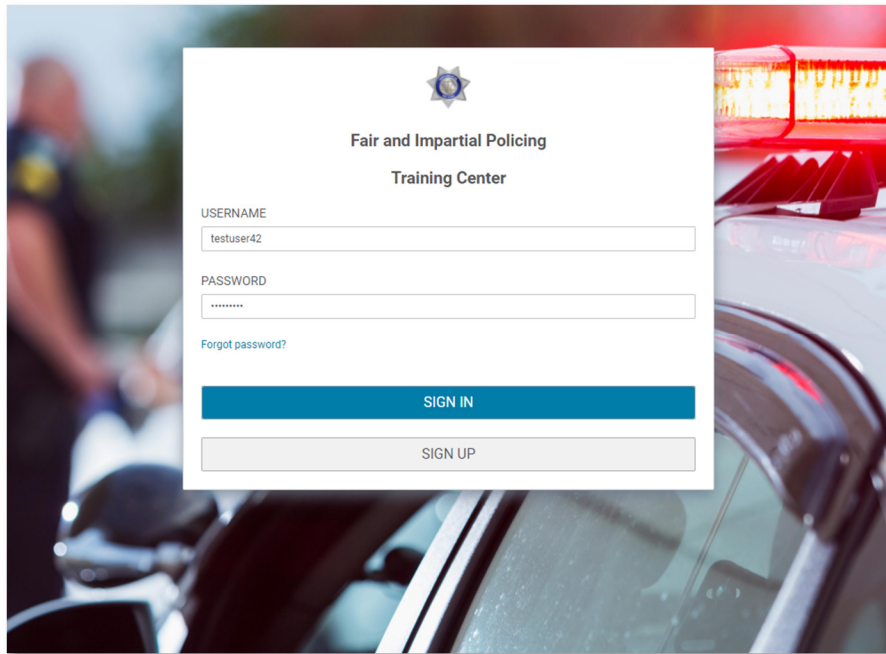 Fair and Impartial Policing
Training Center
USERNAME
testuser42
PASSWORD
•••••••••
Forgot password?
SIGN IN
SIGN UP